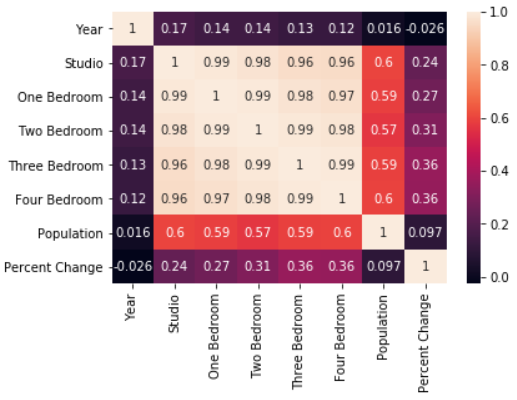 Year 1 0.17 0.14 0.14 0.13 0.12 0.016 -0.026
Studio 0.17 1 0.99 0.98 0.96 0.96 0.6 0.24
One Bedroom 0.14 0.99 1 0.99 0.98 0.97 0.59 0.27
Two Bedroom 0.14 0.98 0.99 1 0.99 0.98 0.57 0.31
Three Bedroom 0.13 0.96 0.98 0.99 1 0.99 0.59 0.36
Four Bedroom 0.12 0.96 0.97 0.98 0.99 1 0.6 0.36
Population 0.016 0.6 0.59 0.57 0.59 0.6 1 0.097
Percent Change -0.026 0.24 0.27 0.31 0.36 0.36 0.097 1
Year
Studio
One Bedroom
Two Bedroom
Three Bedroom
Four Bedroom
Population
Percent Change
1.0
0.8
0.6
0.4
0.2
0.0